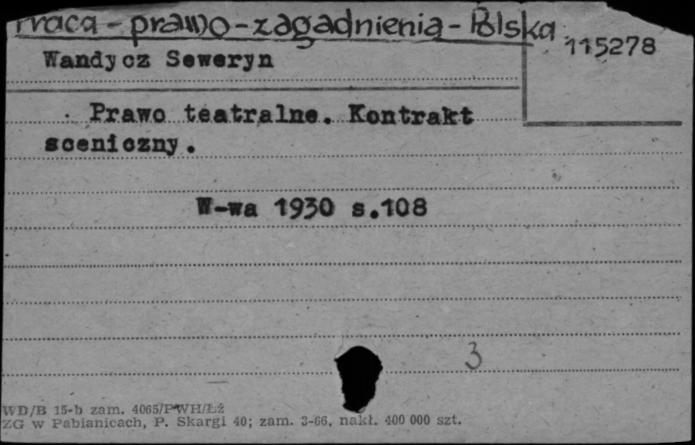 Praca - prawo - zagadnienia - Polska
115278
Wandycz Seweryn
Prawo teatralne. Kontrakt
sceniczny.
W-wa 1930 s.108
3
WD/B 15-b zam. 4065/PWH/Łź
ZG w Pabianicach, P. Skargi 40; zam. 3-66, nakł. 400 000 szt.